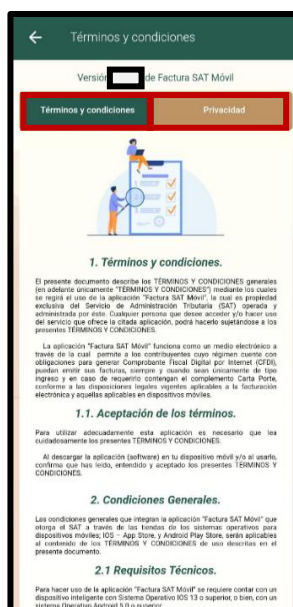 Términos y condiciones
Versión de Factura SAT Móvil
Términos y condiciones Privacidad
1. Términos y condiciones.
El presente documento describe los TÉRMINOS Y CONDICIONES generales
(en adelante únicamente "TÉRMINOS Y CONDICIONES") mediante los cuales
se regirá el uso de la aplicación "Factura SAT Móvil", la cual es propiedad
exclusiva del Servicio de Administración Tributaria (SAT) operada y
administrada por éste. Cualquier persona que desee acceder y/o hacer uso
del servicio que ofrece la citada aplicación, podrá hacerlo sujetándose a los
presentes TÉRMINOS Y CONDICIONES.
La aplicación "Factura SAT Móvil" funciona como un medio electrónico a
través de la cual permite a los contribuyentes cuyo régimen cuente con
obligaciones para generar Comprobante Fiscal Digital por Internet (CFDI),
puedan emitir sus facturas, siempre y cuando sean únicamente de tipo
ingreso y en caso de requerirlo contengan el complemento Carta Porte,
conforme a las disposiciones legales vigentes aplicables a la facturación
electrónica y aquellas aplicables en dispositivos móviles.
1.1. Aceptación de los términos.
Para utilizar adecuadamente esta aplicación es necesario que lea
cuidadosamente los presentes TÉRMINOS Y CONDICIONES.
Al descargar la aplicación (software) en tu dispositivo móvil y/o al usarlo,
confirma que has leído, entendido y aceptado los presentes TÉRMINOS Y
CONDICIONES.
2. Condiciones Generales.
Las condiciones generales que integran la aplicación "Factura SAT Móvil" que
otorga el SAT a través de las tiendas de los sistemas operativos para
dispositivos móviles; IOS – App Store, y Android Play Store, serán aplicables
al contenido de los TÉRMINOS Y CONDICIONES de uso descritas en el
presente documento.
2.1 Requisitos Técnicos.
Para hacer uso de la aplicación "Factura SAT Móvil" se requiere contar con un
dispositivo inteligente con Sistema Operativo IOS 13 o superior, o bien, con un
sistema Operativo Android 5.0 o superior.